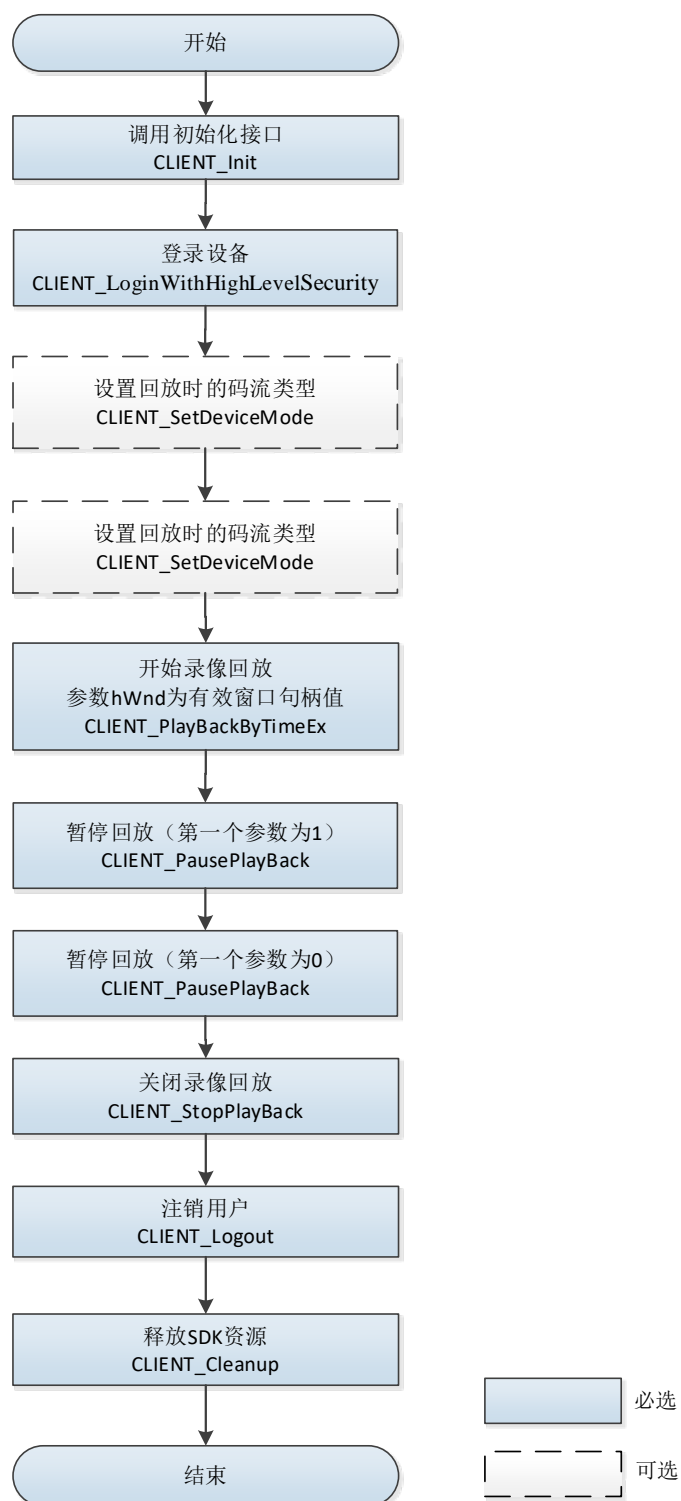 开始
调用初始化接口
CLIENT_Init
登录设备
CLIENT_LoginWithHighLevelSecurity
设置回放时的码流类型
CLIENT_SetDeviceMode
设置回放时的码流类型
CLIENT_SetDeviceMode
开始录像回放
参数hWnd为有效窗口句柄值
CLIENT_PlayBackByTimeEx
暂停回放（第一个参数为1）
CLIENT_PausePlayBack
暂停回放（第一个参数为0）
CLIENT_PausePlayBack
关闭录像回放
CLIENT_StopPlayBack
注销用户
CLIENT_Logout
释放SDK资源
CLIENT_Cleanup
结束
必选
可选